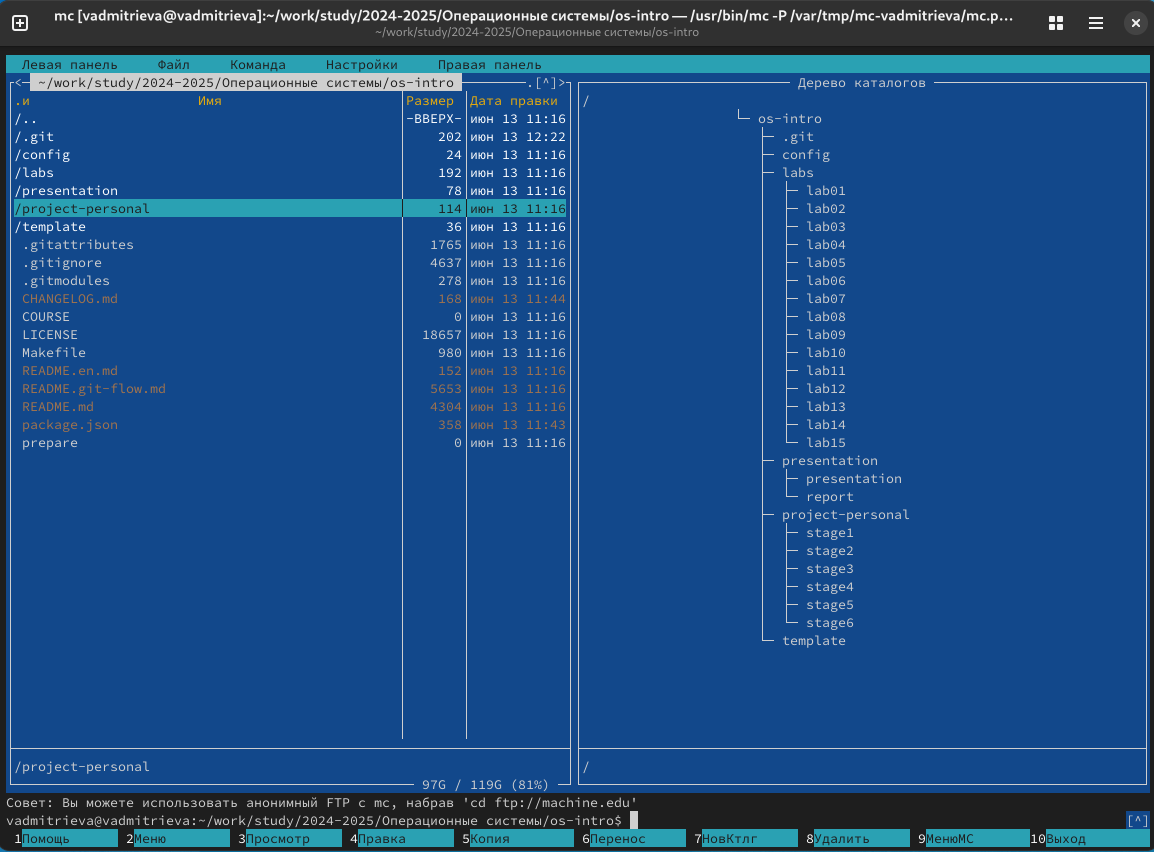 mc [vadmitrieva@vadmitrieva]:~/work/study/2024-2025/Операционные системы/os-intro — /usr/bin/mc -P /var/tmp/mc-vadmitrieva/mc.p…
~/work/study/2024-2025/Операционные системы/os-intro
Левая панель Файл Команда Настройки Правая панель
<─ ~/work/study/2024-2025/Операционные системы/os-intro .[^]>
.и Имя Размер Дата правки
/.. -ВВЕРХ- июн 13 11:16
/.git 202 июн 13 12:22
/config 24 июн 13 11:16
/labs 192 июн 13 11:16
/presentation 78 июн 13 11:16
/project-personal 114 июн 13 11:16
/template 36 июн 13 11:16
.gitattributes 1765 июн 13 11:16
.gitignore 4637 июн 13 11:16
.gitmodules 278 июн 13 11:16
CHANGELOG.md 168 июн 13 11:44
COURSE 0 июн 13 11:16
LICENSE 18657 июн 13 11:16
Makefile 980 июн 13 11:16
README.en.md 152 июн 13 11:16
README.git-flow.md 5653 июн 13 11:16
README.md 4304 июн 13 11:16
package.json 358 июн 13 11:43
prepare 0 июн 13 11:16
/project-personal
97G / 119G (81%)
Дерево каталогов
/
os-intro
.git
config
labs
lab01
lab02
lab03
lab04
lab05
lab06
lab07
lab08
lab09
lab10
lab11
lab12
lab13
lab14
lab15
presentation
presentation
report
project-personal
stage1
stage2
stage3
stage4
stage5
stage6
template
/
Совет: Вы можете использовать анонимный FTP с mc, набрав 'cd ftp://machine.edu'
vadmitrieva@vadmitrieva:~/work/study/2024-2025/Операционные системы/os-intro$ [^]
1Помощь 2Меню 3Просмотр 4Правка 5Копия 6Перенос 7НовКтлг 8Удалить 9МенюMC 10Выход